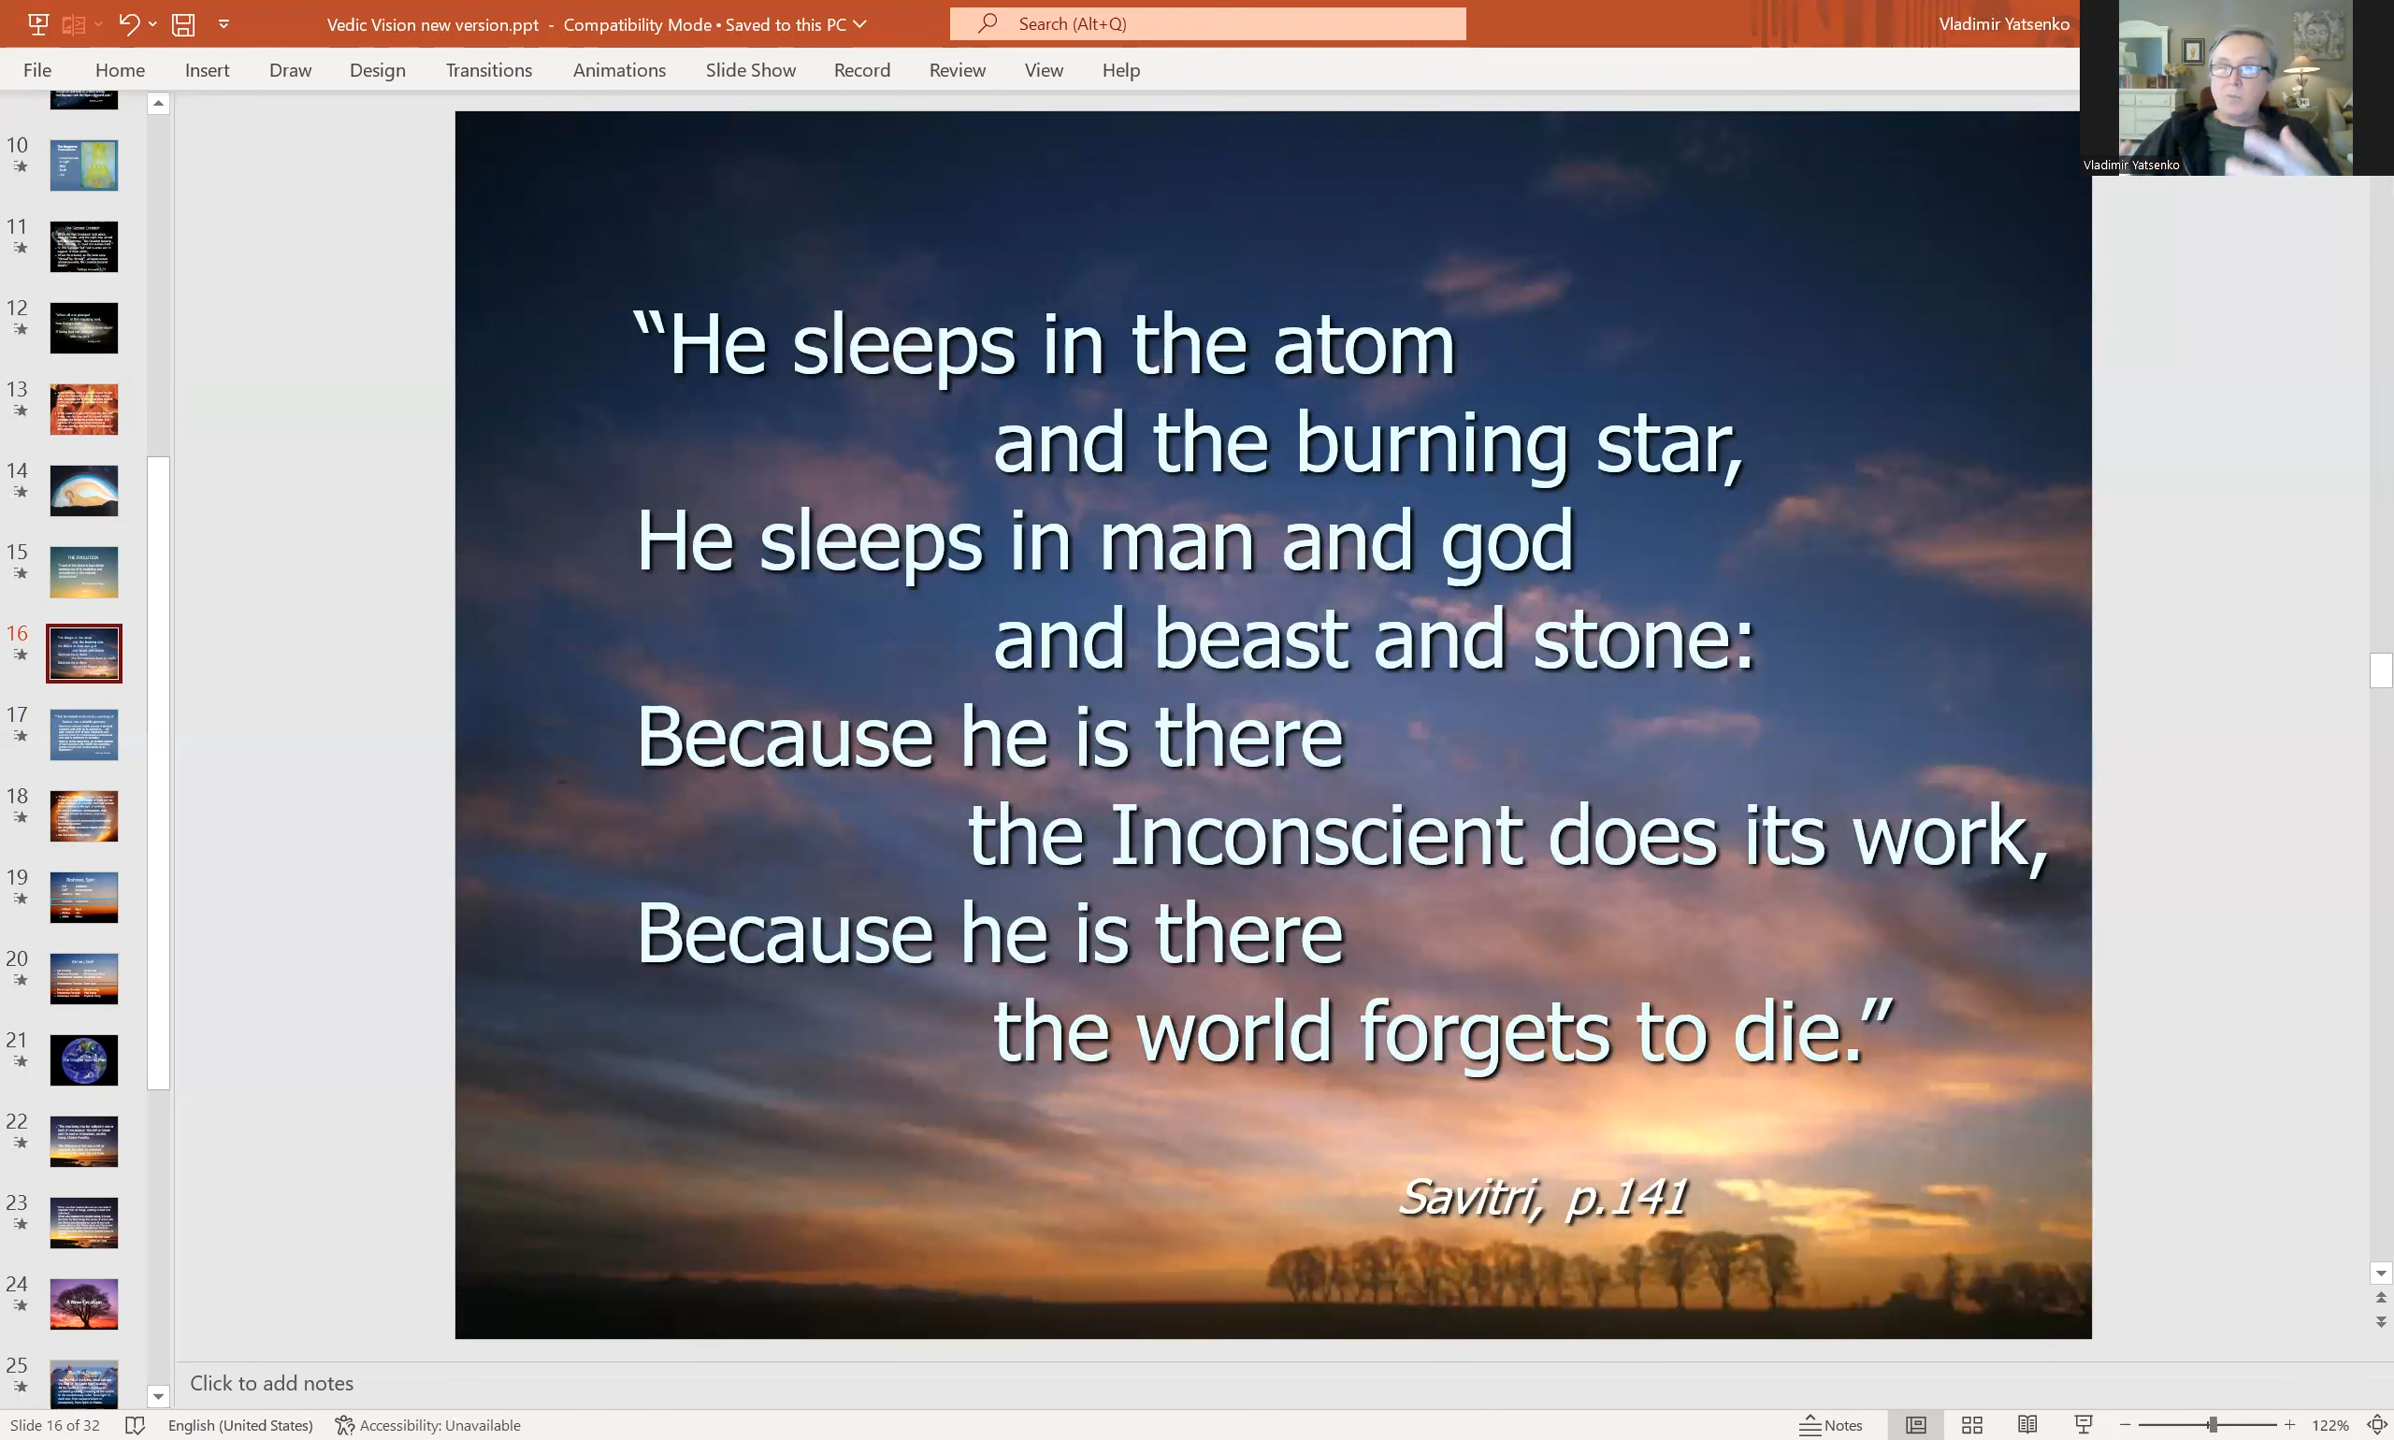 Vedic Vision new version.ppt - Compatibility Mode • Saved to this PC
Search (Alt+Q)
Vladimir Yatsenko
File Home Insert Draw Design Transitions Animations Slide Show Record Review View Help
Vladimir Yatsenko
“He sleeps in the atom
and the burning star,
He sleeps in man and god
and beast and stone:
Because he is there
the Inconscient does its work,
Because he is there
the world forgets to die.”
Savitri, p.141
10
11
12
13
14
15
THE EVOLUTION
16
17
18
19
20
21
22
23
24
25
Click to add notes
Slide 16 of 32 English (United States) Accessibility: Unavailable Notes 122%